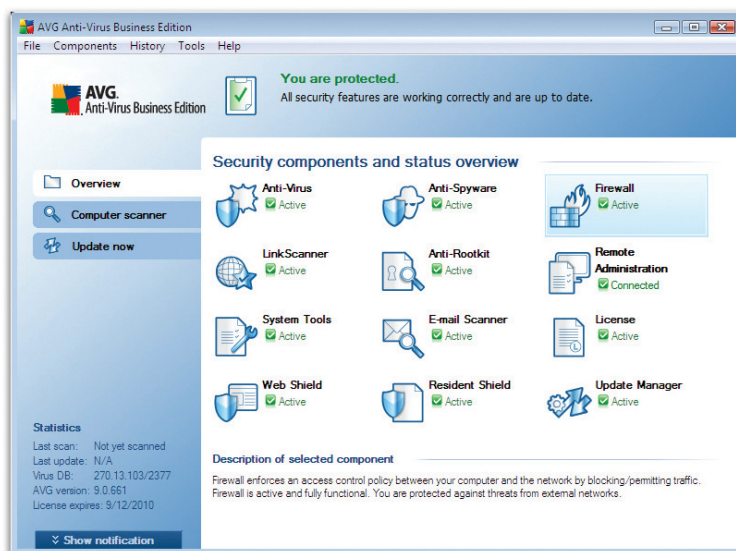 AVG Anti-Virus Business Edition
File Components History Tools Help
AVG.
Anti-Virus Business Edition
You are protected.
All security features are working correctly and are up to date.
Overview
Computer scanner
Update now
Security components and status overview
Anti-Virus
Active
Anti-Spyware
Active
Firewall
Active
LinkScanner
Active
Anti-Rootkit
Active
Remote
Administration
Connected
System Tools
Active
E-mail Scanner
Active
License
Active
Web Shield
Active
Resident Shield
Active
Update Manager
Active
Statistics
Last scan: Not yet scanned
Last update: N/A
Virus DB: 270.13.103/2377
AVG version: 9.0.661
License expires: 9/12/2010
Show notification
Description of selected component
Firewall enforces an access control policy between your computer and the network by blocking/permitting traffic.
Firewall is active and fully functional. You are protected against threats from external networks.